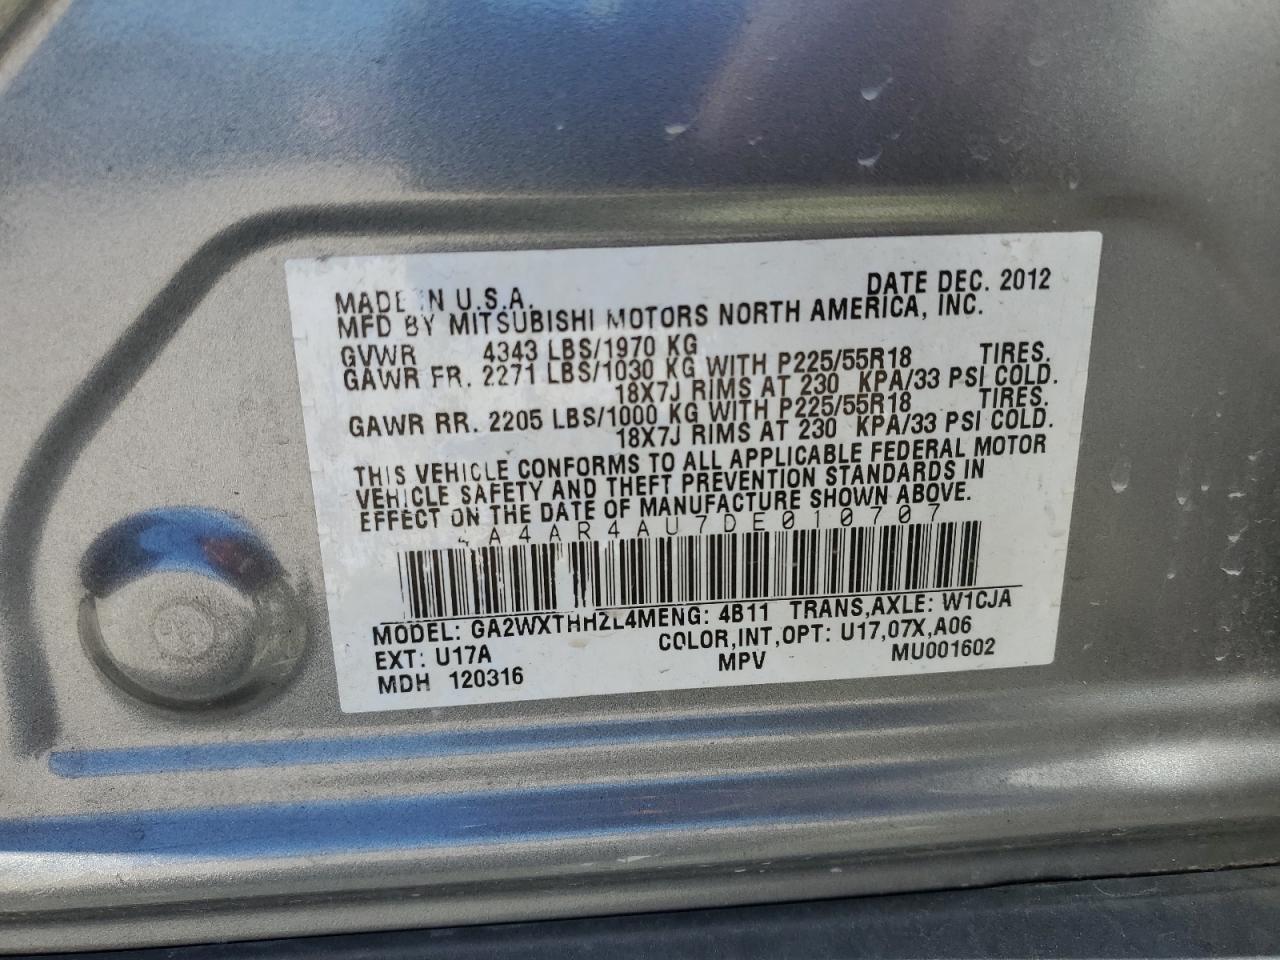 DATE DEC. 2012
MADE IN U.S.A.
MFD BY MITSUBISHI MOTORS NORTH AMERICA, INC.
GVWR 4343 LBS/1970 KG
GAWR FR. 2271 LBS/1030 KG WITH P225/55R18 TIRES.
18X7J RIMS AT 230 KPA/33 PSI COLD.
GAWR RR. 2205 LBS/1000 KG WITH P225/55R18 TIRES.
18X7J RIMS AT 230 KPA/33 PSI COLD.
THIS VEHICLE CONFORMS TO ALL APPLICABLE FEDERAL MOTOR
VEHICLE SAFETY AND THEFT PREVENTION STANDARDS IN
EFFECT ON THE DATE OF MANUFACTURE SHOWN ABOVE.
4A4AR4AU7DE010707
MODEL: GA2WXTHHZL4M ENG: 4B11 TRANS,AXLE: W1CJA
EXT: U17A COLOR,INT,OPT: U17,07X,A06
MDH 120316 MPV MU001602